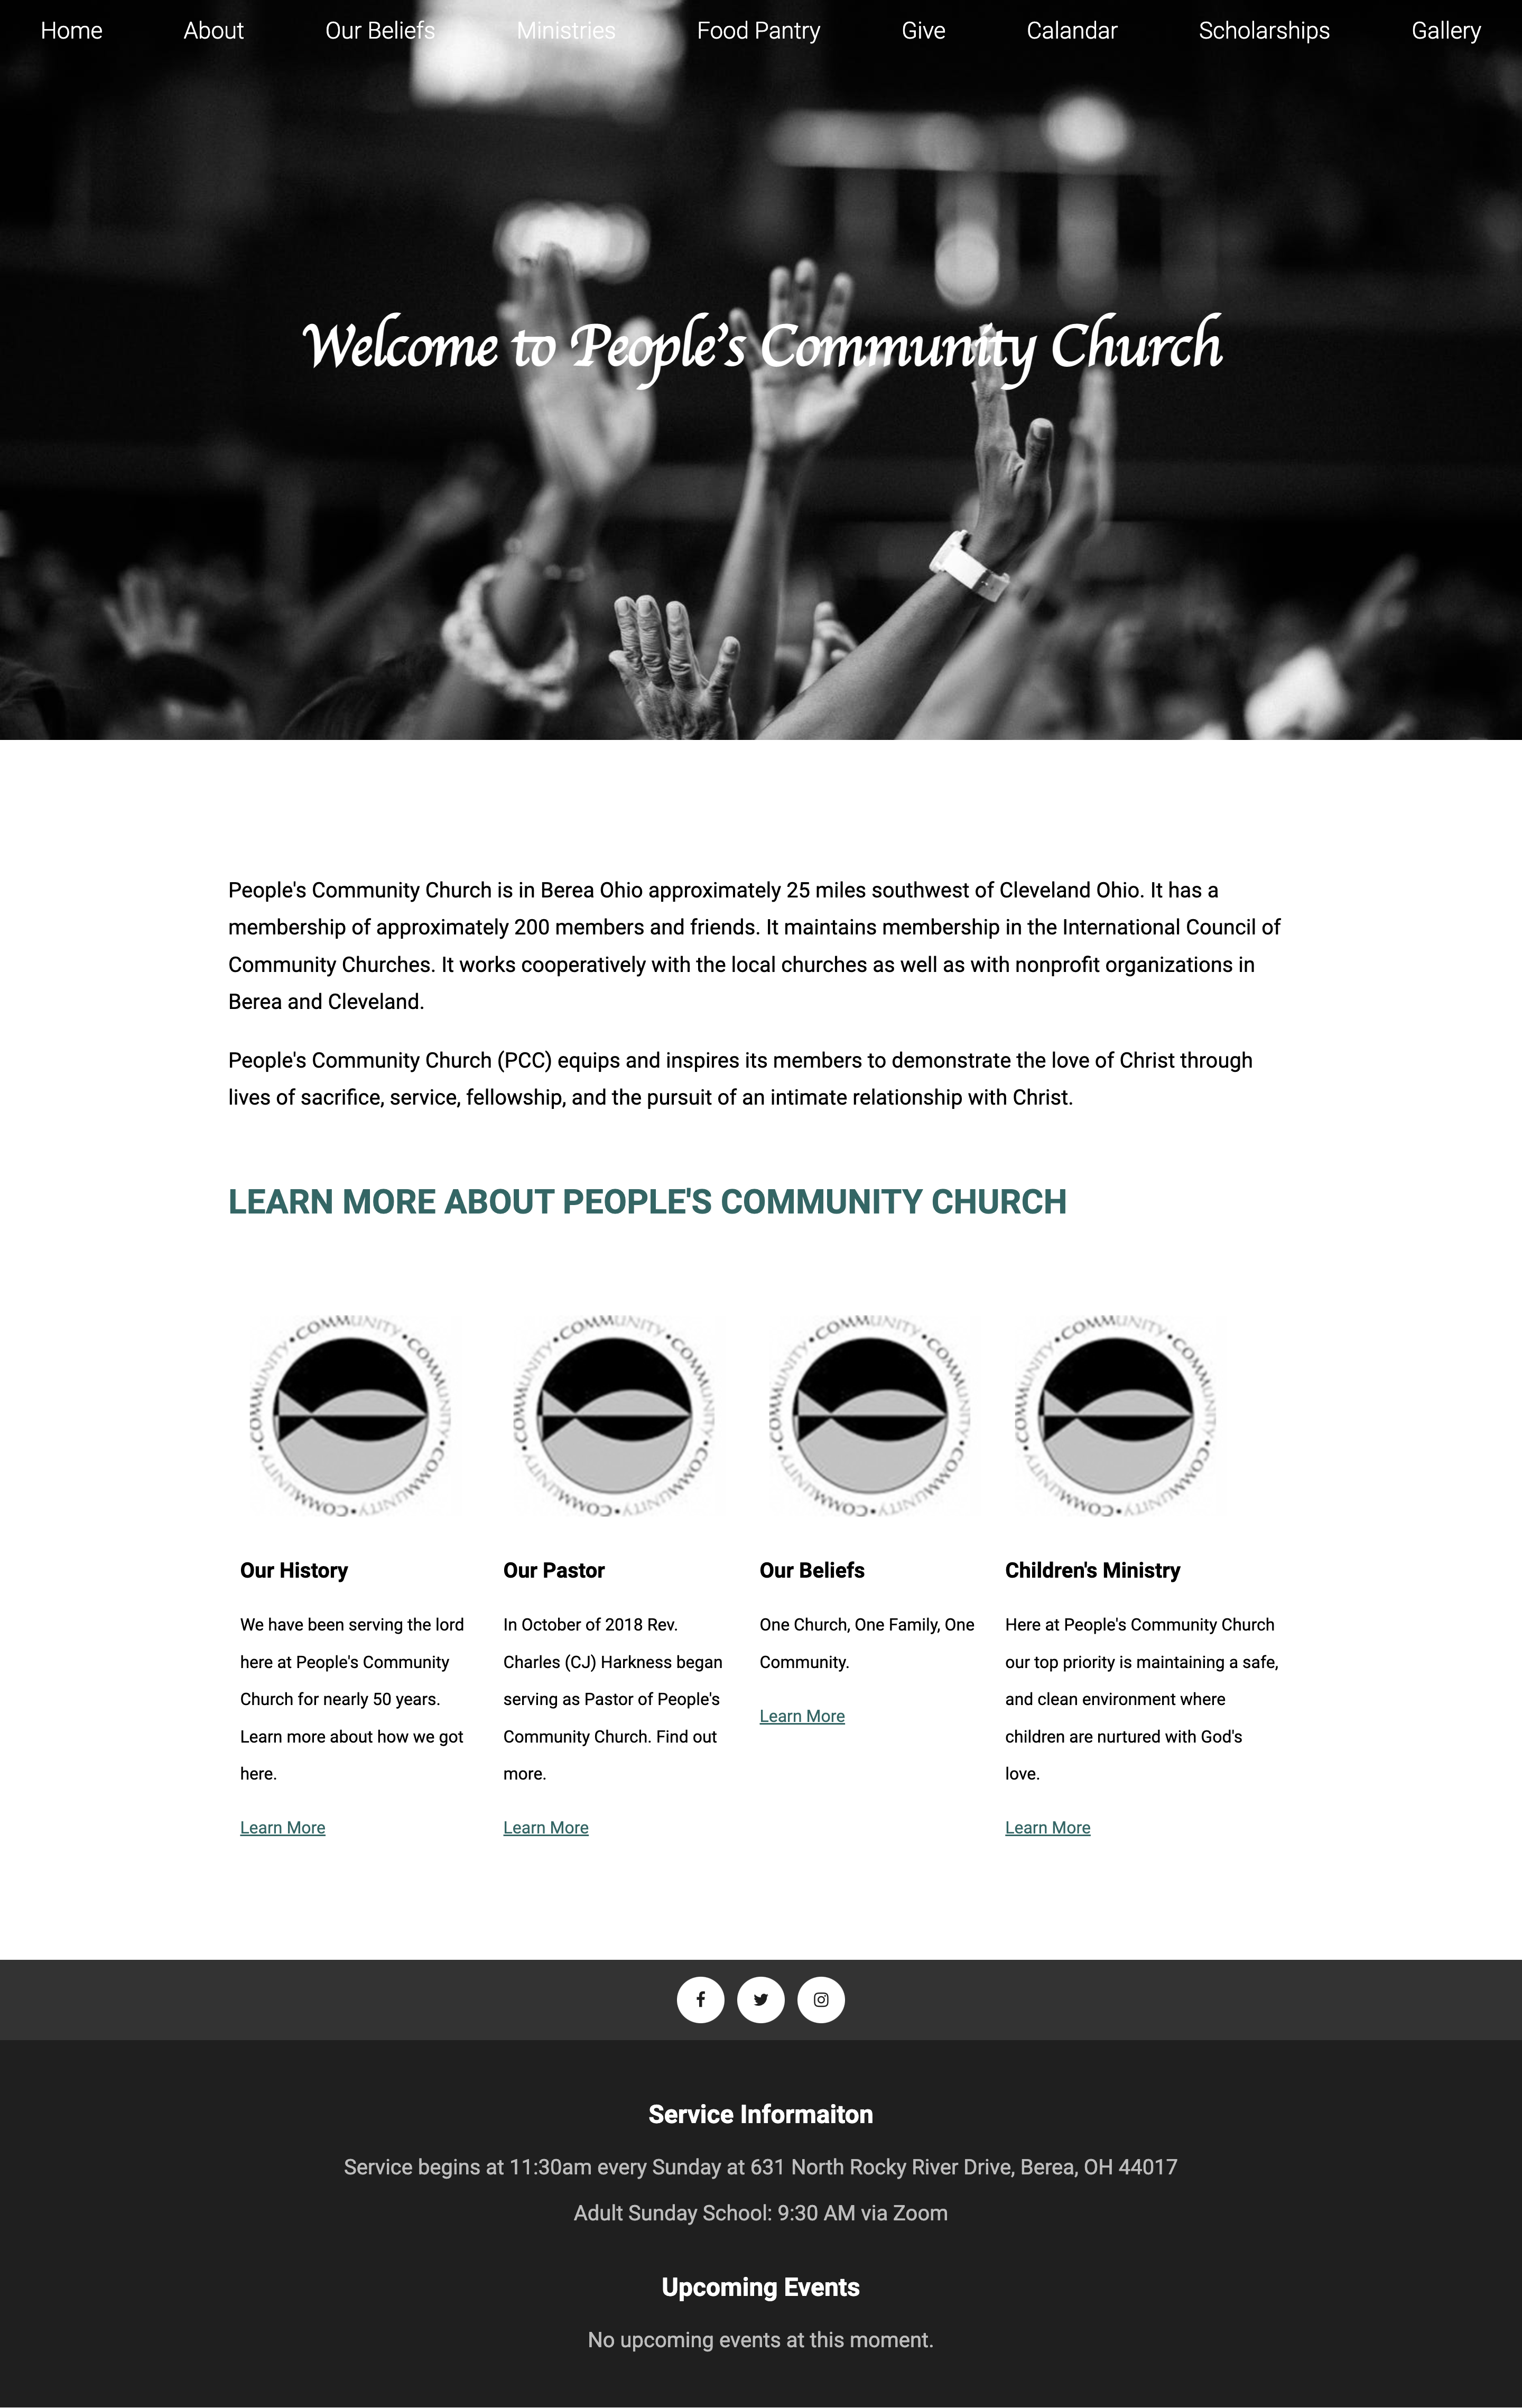 Home About Our Beliefs Ministries Food Pantry Give Calandar Scholarships Gallery
Welcome to People's Community Church
People's Community Church is in Berea Ohio approximately 25 miles southwest of Cleveland Ohio. It has a
membership of approximately 200 members and friends. It maintains membership in the International Council of
Community Churches. It works cooperatively with the local churches as well as with nonprofit organizations in
Berea and Cleveland.
People's Community Church (PCC) equips and inspires its members to demonstrate the love of Christ through
lives of sacrifice, service, fellowship, and the pursuit of an intimate relationship with Christ.
LEARN MORE ABOUT PEOPLE'S COMMUNITY CHURCH
COMMUNITY • COMMUNITY • COMMUNITY • COMMUNITY •
COMMUNITY • COMMUNITY • COMMUNITY • COMMUNITY •
COMMUNITY • COMMUNITY • COMMUNITY • COMMUNITY •
COMMUNITY • COMMUNITY • COMMUNITY • COMMUNITY •
Our History
We have been serving the lord
here at People's Community
Church for nearly 50 years.
Learn more about how we got
here.
Learn More
Our Pastor
In October of 2018 Rev.
Charles (CJ) Harkness began
serving as Pastor of People's
Community Church. Find out
more.
Learn More
Our Beliefs
One Church, One Family, One
Community.
Learn More
Children's Ministry
Here at People's Community Church
our top priority is maintaining a safe,
and clean environment where
children are nurtured with God's
love.
Learn More
Service Informaiton
Service begins at 11:30am every Sunday at 631 North Rocky River Drive, Berea, OH 44017
Adult Sunday School: 9:30 AM via Zoom
Upcoming Events
No upcoming events at this moment.